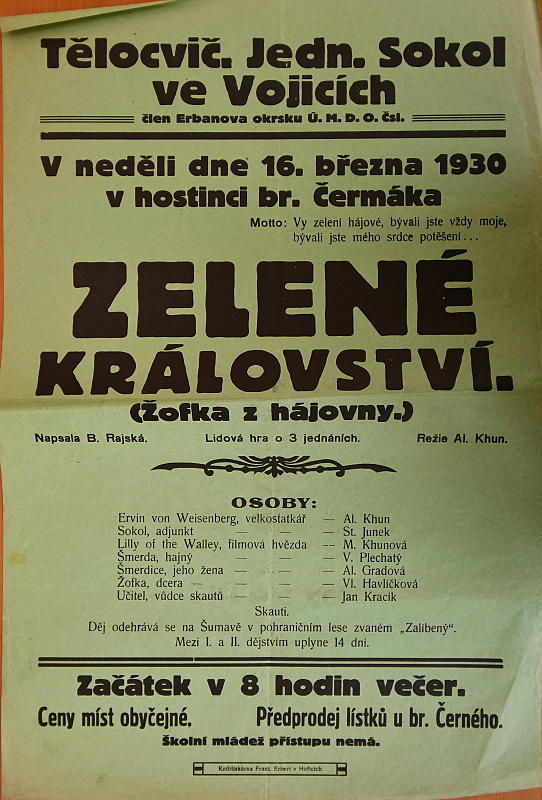 Tělocvič. Jedn. Sokol
ve Vojicích
člen Erbanova okrsku Ú. M. D. O. Čsl.
V neděli dne 16. března 1930
v hostinci br. Čermáka
Motto: Vy zelení hájové, bývali jste vždy moje,
bývali jste mého srdce potěšení...
ZELENÉ
KRÁLOVSTVÍ.
(Žofka z hájovny.)
Napsala B. Rajská. Lidová hra o 3 jednáních. Režie Al. Khun.
OSOBY:
Ervin von Weisenberg, velkostatkář — Al. Khun
Sokol, adjunkt — — — St. Junek
Lilly of the Walley, filmová hvězda — M. Khunová
Šmerda, hajný — — — V. Plechatý
Šmerdice, jeho žena — — — Al. Gradová
Žofka, dcera — — — — Vl. Havlíčková
Učitel, vůdce skautů — — — Jan Kracík
Skauti.
Děj odehrává se na Šumavě v pohraničním lese zvaném „Zalíbený".
Mezi I. a II. dějstvím uplyne 14 dní.
Začátek v 8 hodin večer.
Ceny míst obyčejné. Předprodej lístků u br. Černého.
Školní mládež přístupu nemá.
Knihtiskárna Frant. Erbert v Hořicích.